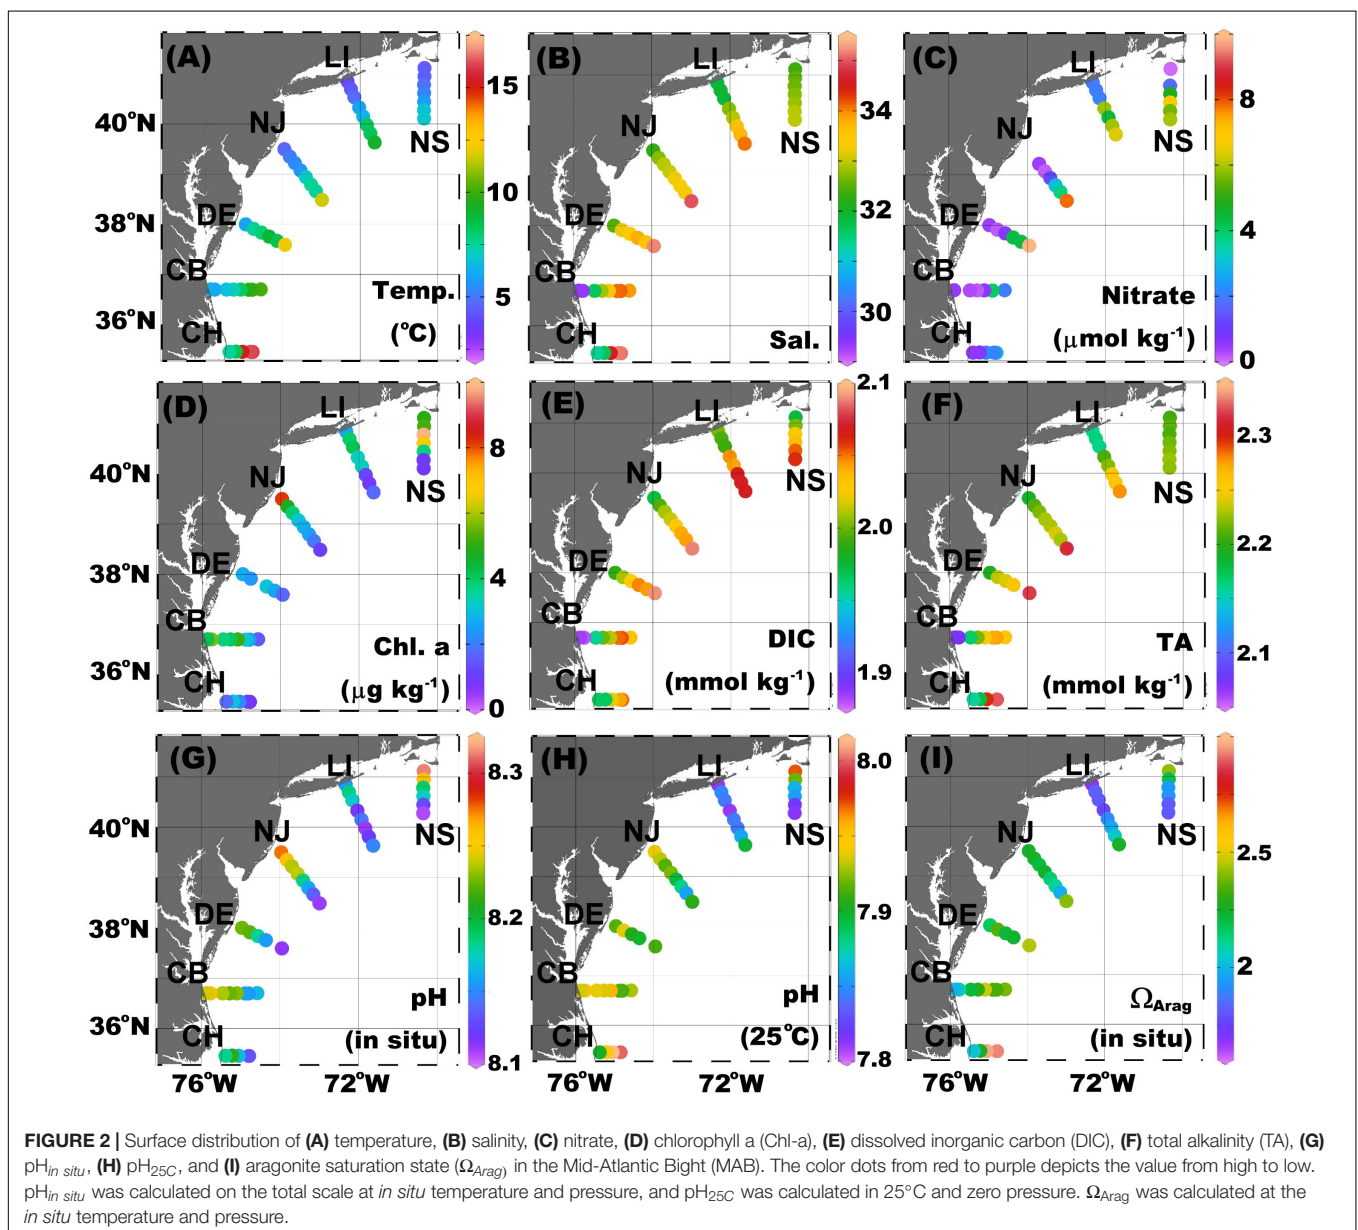 (A) LI NJ NS DE CB CH Temp. (°C) 15 10 5
(B) LI NJ NS DE CB CH Sal. 34 32 30
(C) LI NJ NS DE CB CH Nitrate (μmol kg-1) 8 4 0
40°N
38°N
36°N
(D) LI NJ NS DE CB CH Chl. a (μg kg-1) 8 4 0
(E) LI NJ NS DE CB CH DIC (mmol kg-1) 2.1 2.0 1.9
(F) LI NJ NS DE CB CH TA (mmol kg-1) 2.3 2.2 2.1
40°N
38°N
36°N
(G) LI NJ NS DE CB CH pH (in situ) 8.3 8.2 8.1
(H) LI NJ NS DE CB CH pH (25°C) 8.0 7.9 7.8
(I) LI NJ NS DE CB CH ΩArag (in situ) 2.5 2
40°N
38°N
36°N
76°W 72°W 76°W 72°W 76°W 72°W
FIGURE 2 | Surface distribution of (A) temperature, (B) salinity, (C) nitrate, (D) chlorophyll a (Chl-a), (E) dissolved inorganic carbon (DIC), (F) total alkalinity (TA), (G)
pHin situ, (H) pH25C, and (I) aragonite saturation state (ΩArag) in the Mid-Atlantic Bight (MAB). The color dots from red to purple depicts the value from high to low.
pHin situ was calculated on the total scale at in situ temperature and pressure, and pH25C was calculated in 25°C and zero pressure. ΩArag was calculated at the
in situ temperature and pressure.